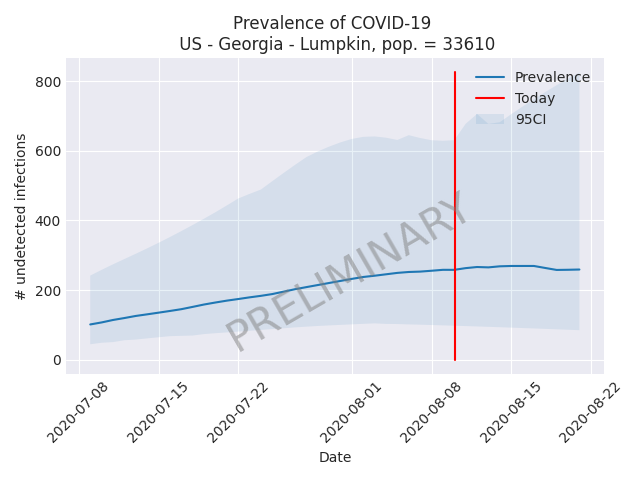 Prevalence of COVID-19
US - Georgia - Lumpkin, pop. = 33610
Prevalence
Today
95CI
# undetected infections
800
600
400
200
0
PRELIMINARY
2020-07-08
2020-07-15
2020-07-22
2020-08-01
2020-08-08
2020-08-15
2020-08-22
Date